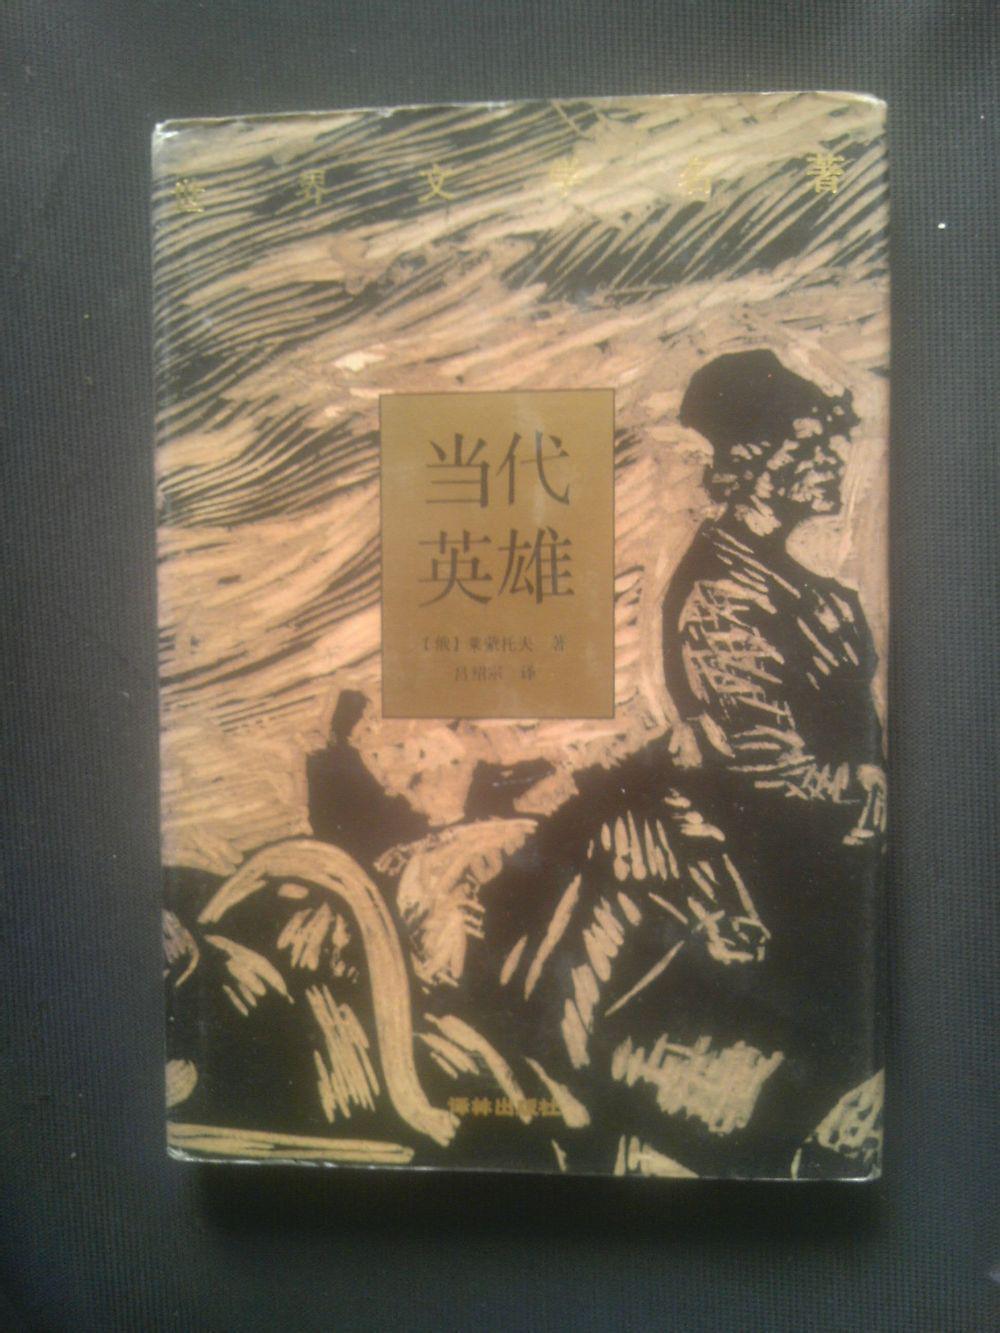 世界文学名著
当代
英雄
[俄]莱蒙托夫 著
吕绍宗 译
译林出版社